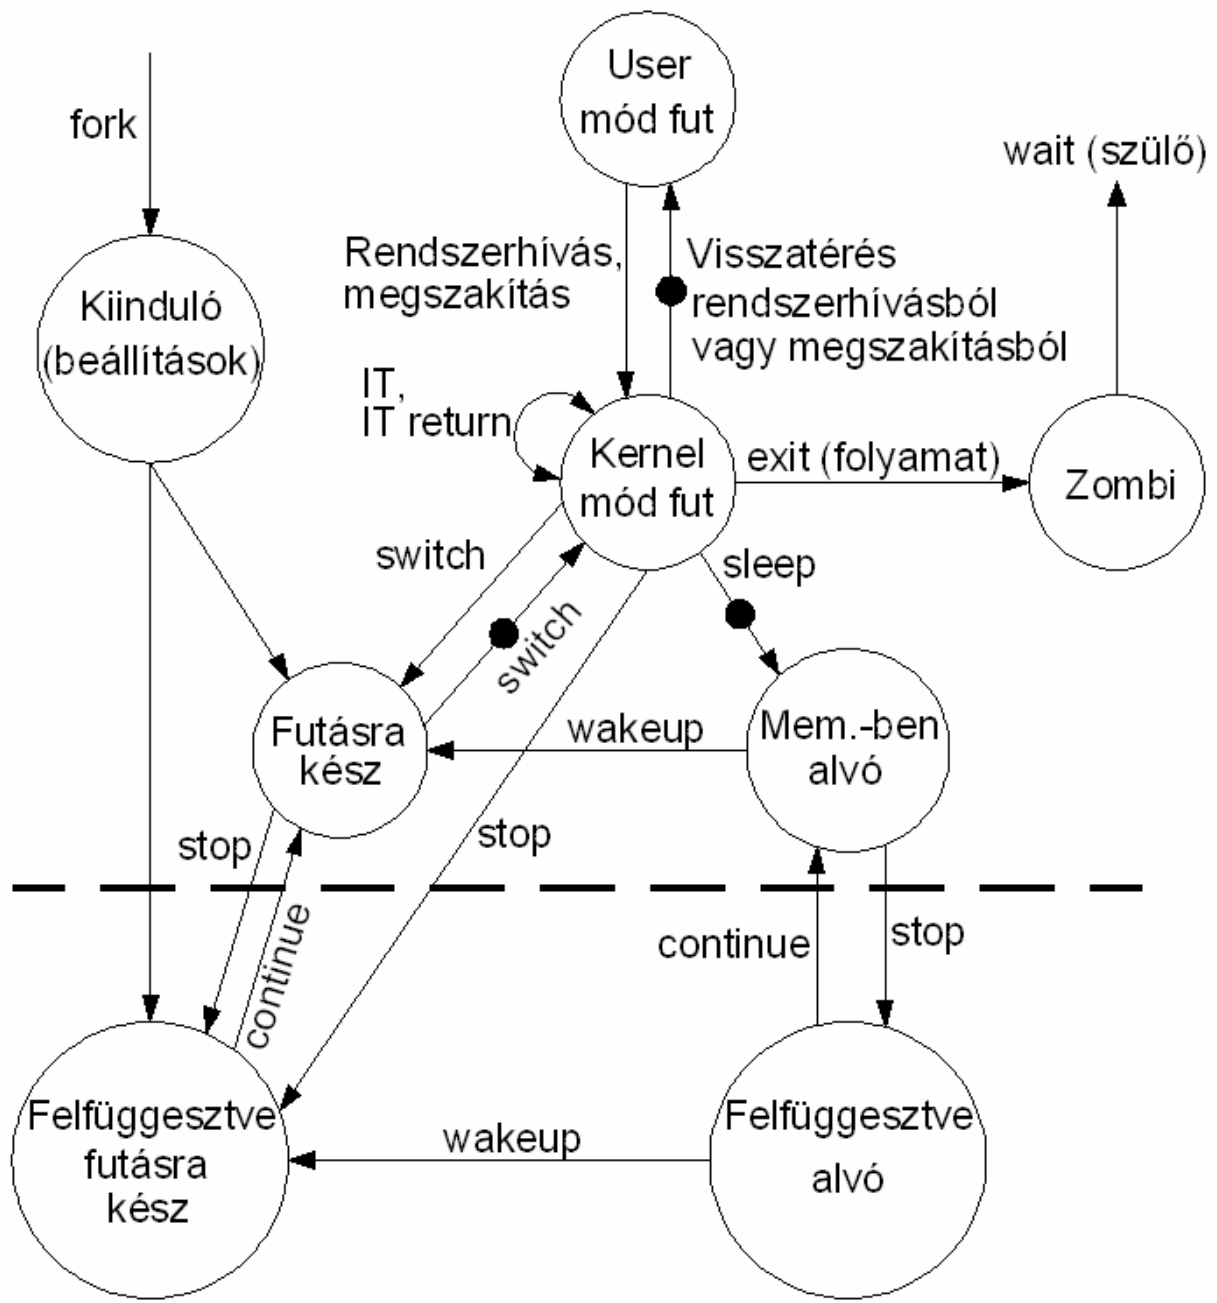 User
mód fut
fork
wait (szülő)
Rendszerhívás,
megszakítás
Visszatérés
rendszerhívásból
vagy megszakításból
Kiinduló
(beállítások)
IT,
IT return
Kernel
mód fut
exit (folyamat)
Zombi
switch
switch
sleep
Futásra
kész
wakeup
Mem.-ben
alvó
stop
stop
continue
continue
stop
Felfüggesztve
futásra
kész
wakeup
Felfüggesztve
alvó